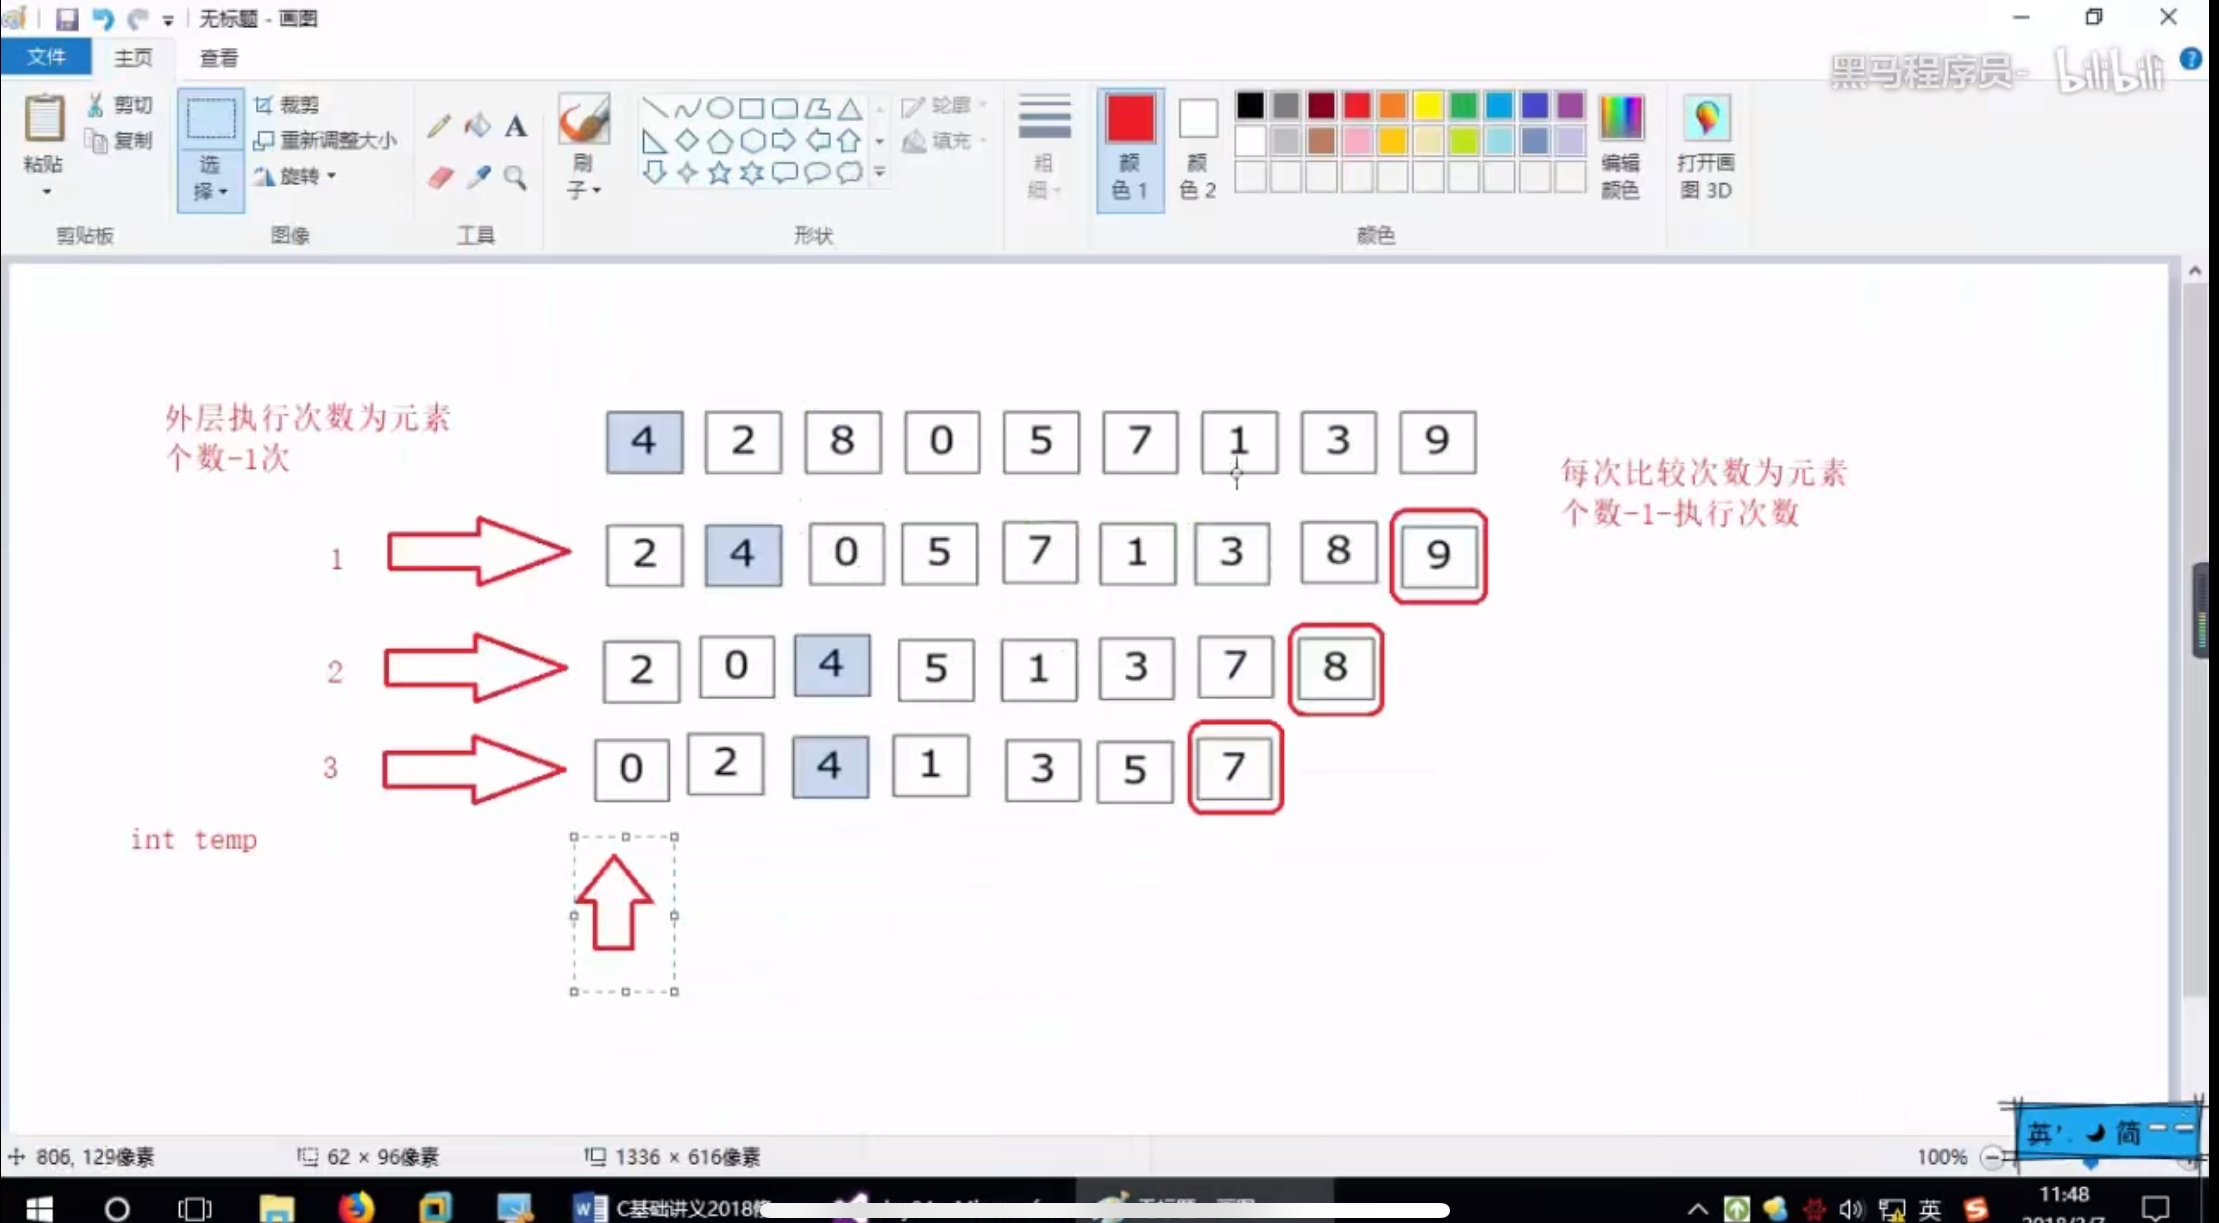 无标题 - 画图
文件 主页 查看
黑马程序员- bilibili
剪切
复制
粘贴
剪贴板
选择
裁剪
重新调整大小
旋转
图像
A
工具
刷子
轮廓
填充
形状
粗细
颜色 1
颜色 2
编辑颜色
颜色
打开画图 3D
外层执行次数为元素
个数-1次
4 2 8 0 5 7 1 3 9
每次比较次数为元素
个数-1-执行次数
1 2 4 0 5 7 1 3 8 9
2 2 0 4 5 1 3 7 8
3 0 2 4 1 3 5 7
int temp
英 简
806, 129像素
62 × 96像素
1336 × 616像素
100%
C基础讲义2018
英
11:48